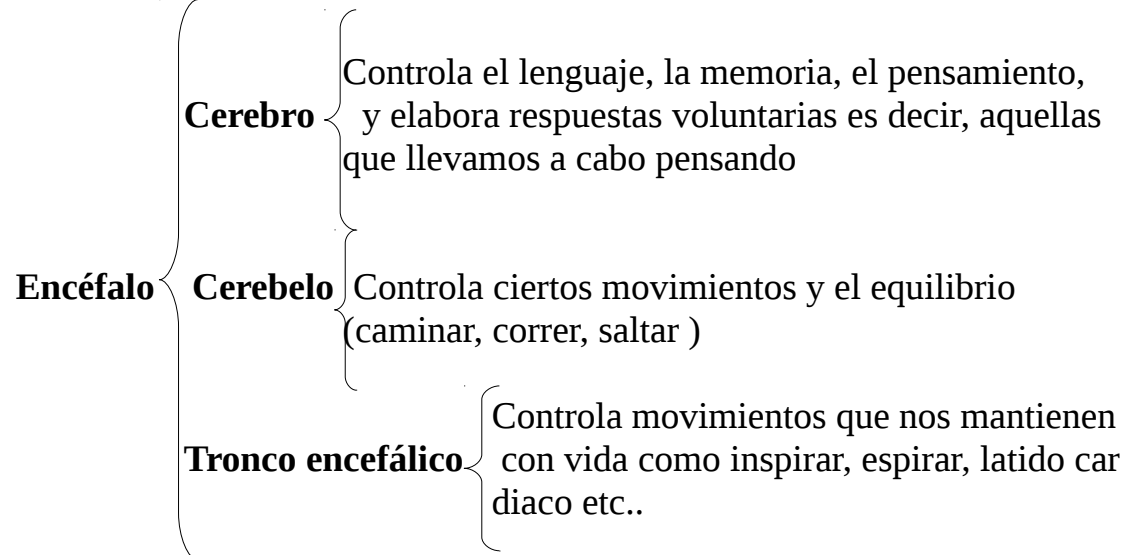 Controla el lenguaje, la memoria, el pensamiento,
Cerebro y elabora respuestas voluntarias es decir, aquellas
que llevamos a cabo pensando
Encéfalo Cerebelo Controla ciertos movimientos y el equilibrio
(caminar, correr, saltar )
Controla movimientos que nos mantienen
Tronco encefálico con vida como inspirar, espirar, latido car
diaco etc..